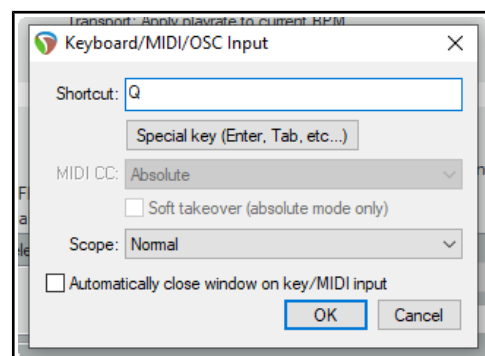 Transport: Apply playrate to current BPM
Keyboard/MIDI/OSC Input
Shortcut: Q
Special key (Enter, Tab, etc...)
MIDI CC: Absolute
Soft takeover (absolute mode only)
Scope: Normal
Automatically close window on key/MIDI input
OK Cancel